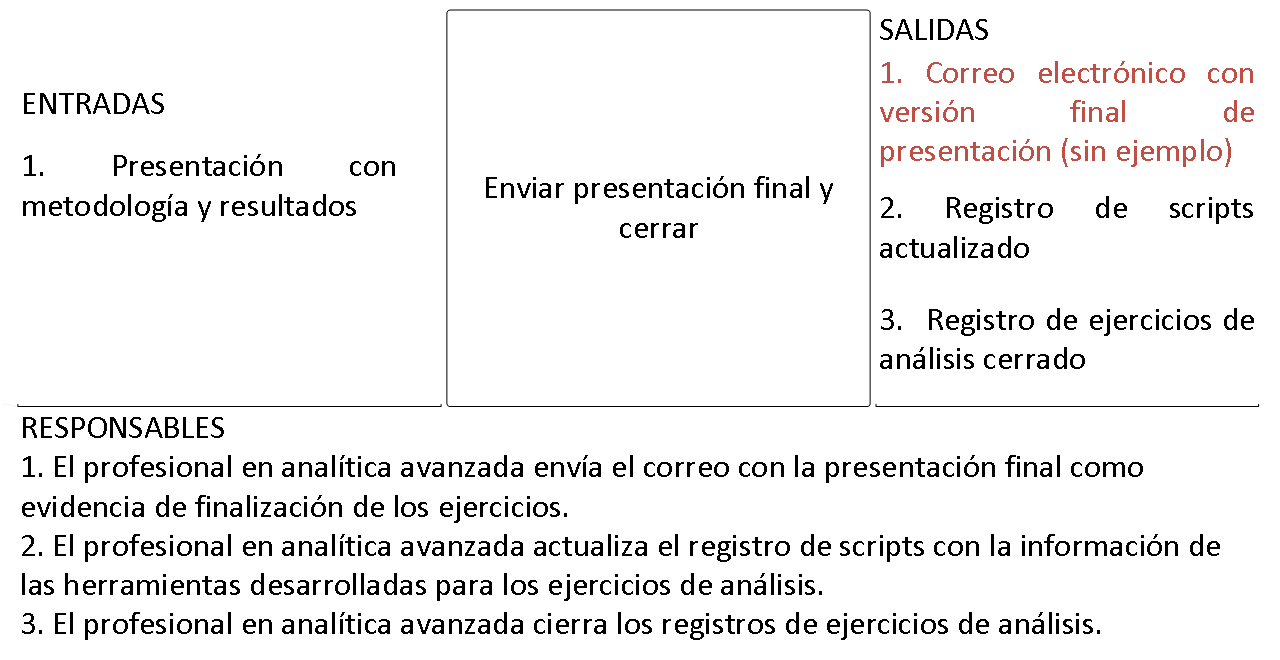 ENTRADAS
1. Presentación con
metodología y resultados
Enviar presentación final y
cerrar
SALIDAS
1. Correo electrónico con
versión final de
presentación (sin ejemplo)
2. Registro de scripts
actualizado
3. Registro de ejercicios de
análisis cerrado
RESPONSABLES
1. El profesional en analítica avanzada envía el correo con la presentación final como
evidencia de finalización de los ejercicios.
2. El profesional en analítica avanzada actualiza el registro de scripts con la información de
las herramientas desarrolladas para los ejercicios de análisis.
3. El profesional en analítica avanzada cierra los registros de ejercicios de análisis.